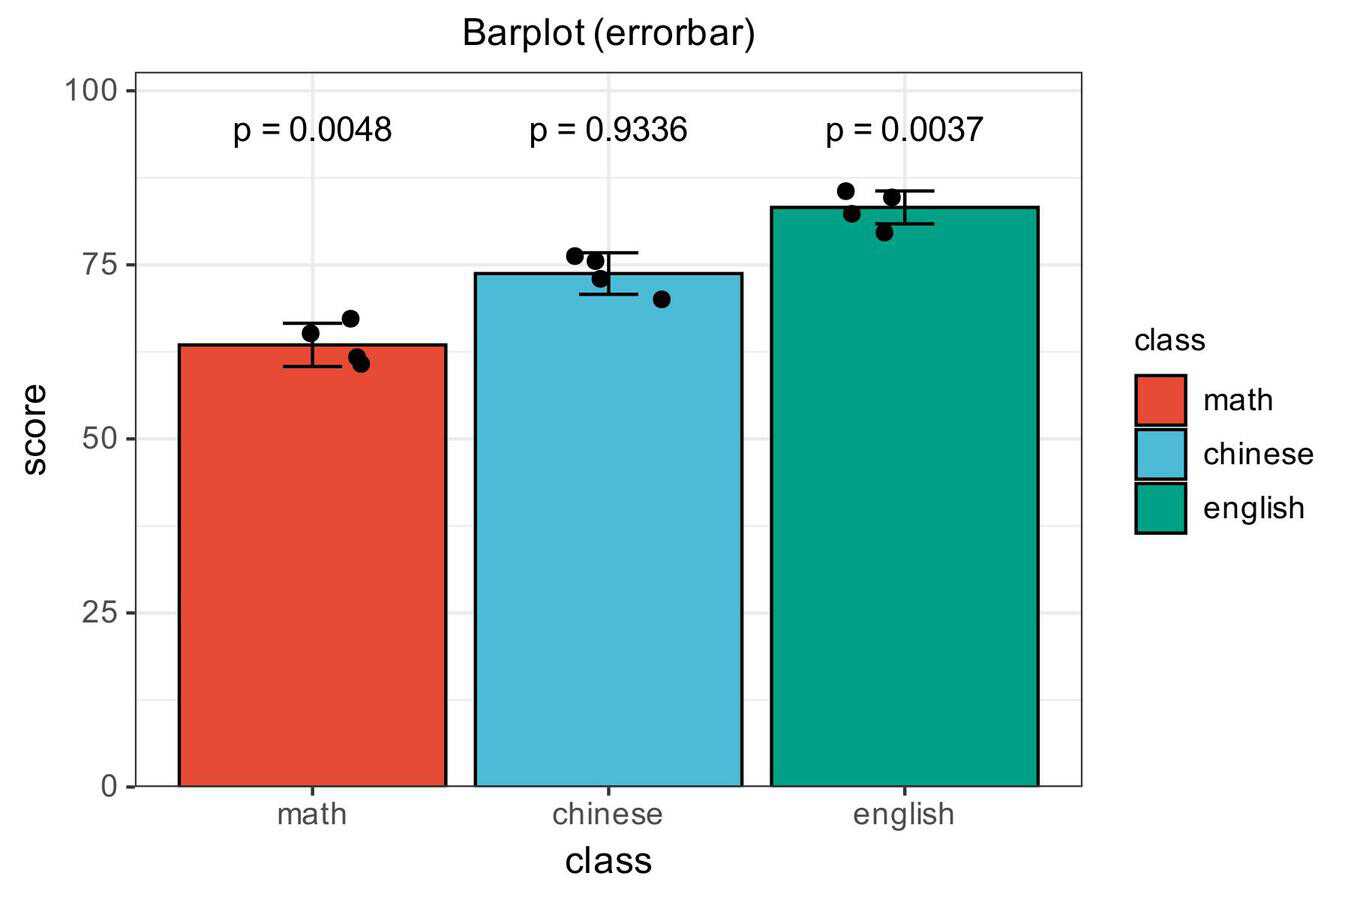 Barplot (errorbar)
100
p = 0.0048 p = 0.9336 p = 0.0037
75
50
25
0
score
math chinese english
class
class
math
chinese
english